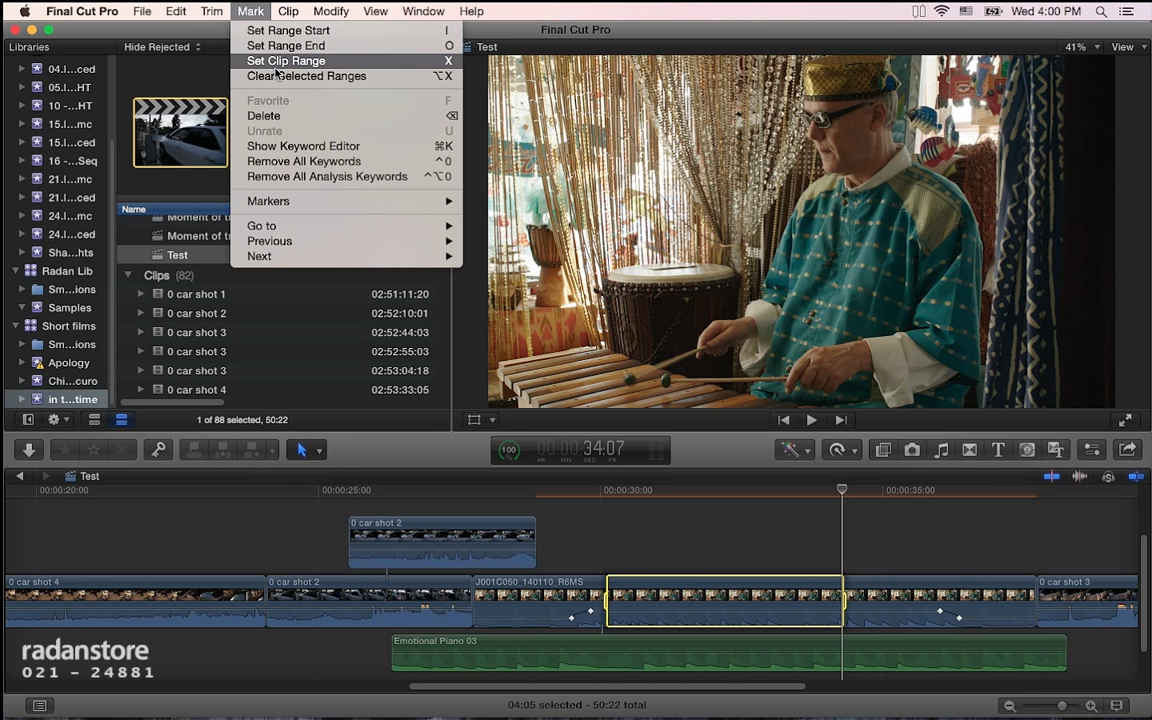 Final Cut Pro File Edit Trim Mark Clip Modify View Window Help Wed 4:00 PM
Final Cut Pro
Libraries Hide Rejected Test 41% View
Set Range Start I
Set Range End O
Set Clip Range X
Clear Selected Ranges ⌥X
Favorite F
Delete ⌫
Unrate U
Show Keyword Editor ⌘K
Remove All Keywords ^0
Remove All Analysis Keywords ^⌥0
Markers
Go to
Previous
Next
04.I...ced
05.I...HT
10 -...HT
15.I...mc
15.I...ced
16 -...Seq
21.I...mc
21.I...ced
24.I...mc
24.I...ced
Sha...hts
Radan Lib
Sm...ions
Samples
Short films
Sm...ions
Apology
Chi...curo
in t...time
Name
Moment of t
Moment of t
Test
Clips (82)
0 car shot 1 02:51:11:20
0 car shot 2 02:52:10:01
0 car shot 3 02:52:44:03
0 car shot 3 02:52:55:03
0 car shot 3 02:53:04:18
0 car shot 4 02:53:33:05
1 of 88 selected, 50:22
100 00:00:34:07
HR MIN SEC FR
Test
00:00:20:00 00:00:25:00 00:00:30:00 00:00:35:00
0 car shot 2
0 car shot 4 0 car shot 2 J001C050_140110_R6MS 0 car shot 3
Emotional Piano 03
radanstore
021 - 24881
04:05 selected - 50:22 total